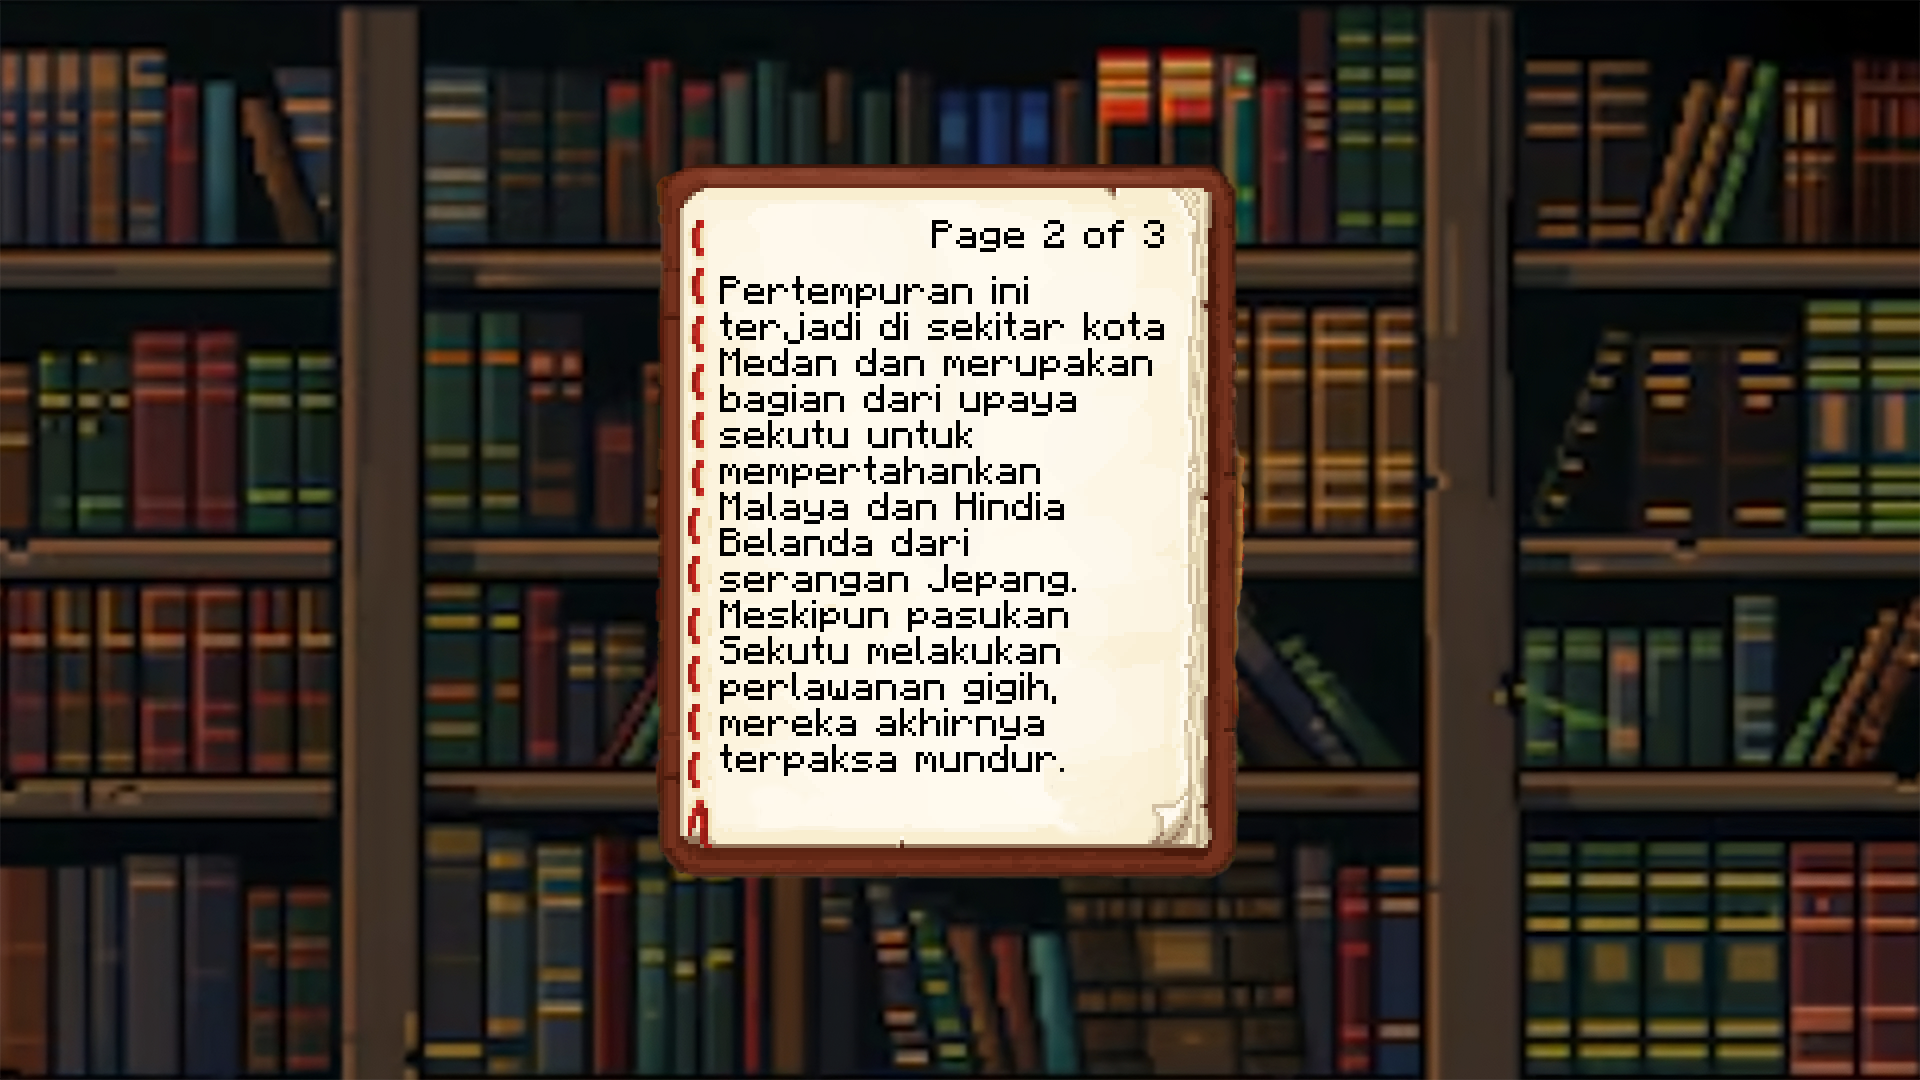 Page 2 of 3
Pertempuran ini
terjadi di sekitar kota
Medan dan merupakan
bagian dari upaya
sekutu untuk
mempertahankan
Malaya dan Hindia
Belanda dari
serangan Jepang.
Meskipun pasukan
Sekutu melakukan
perlawanan gigih,
mereka akhirnya
terpaksa mundur.